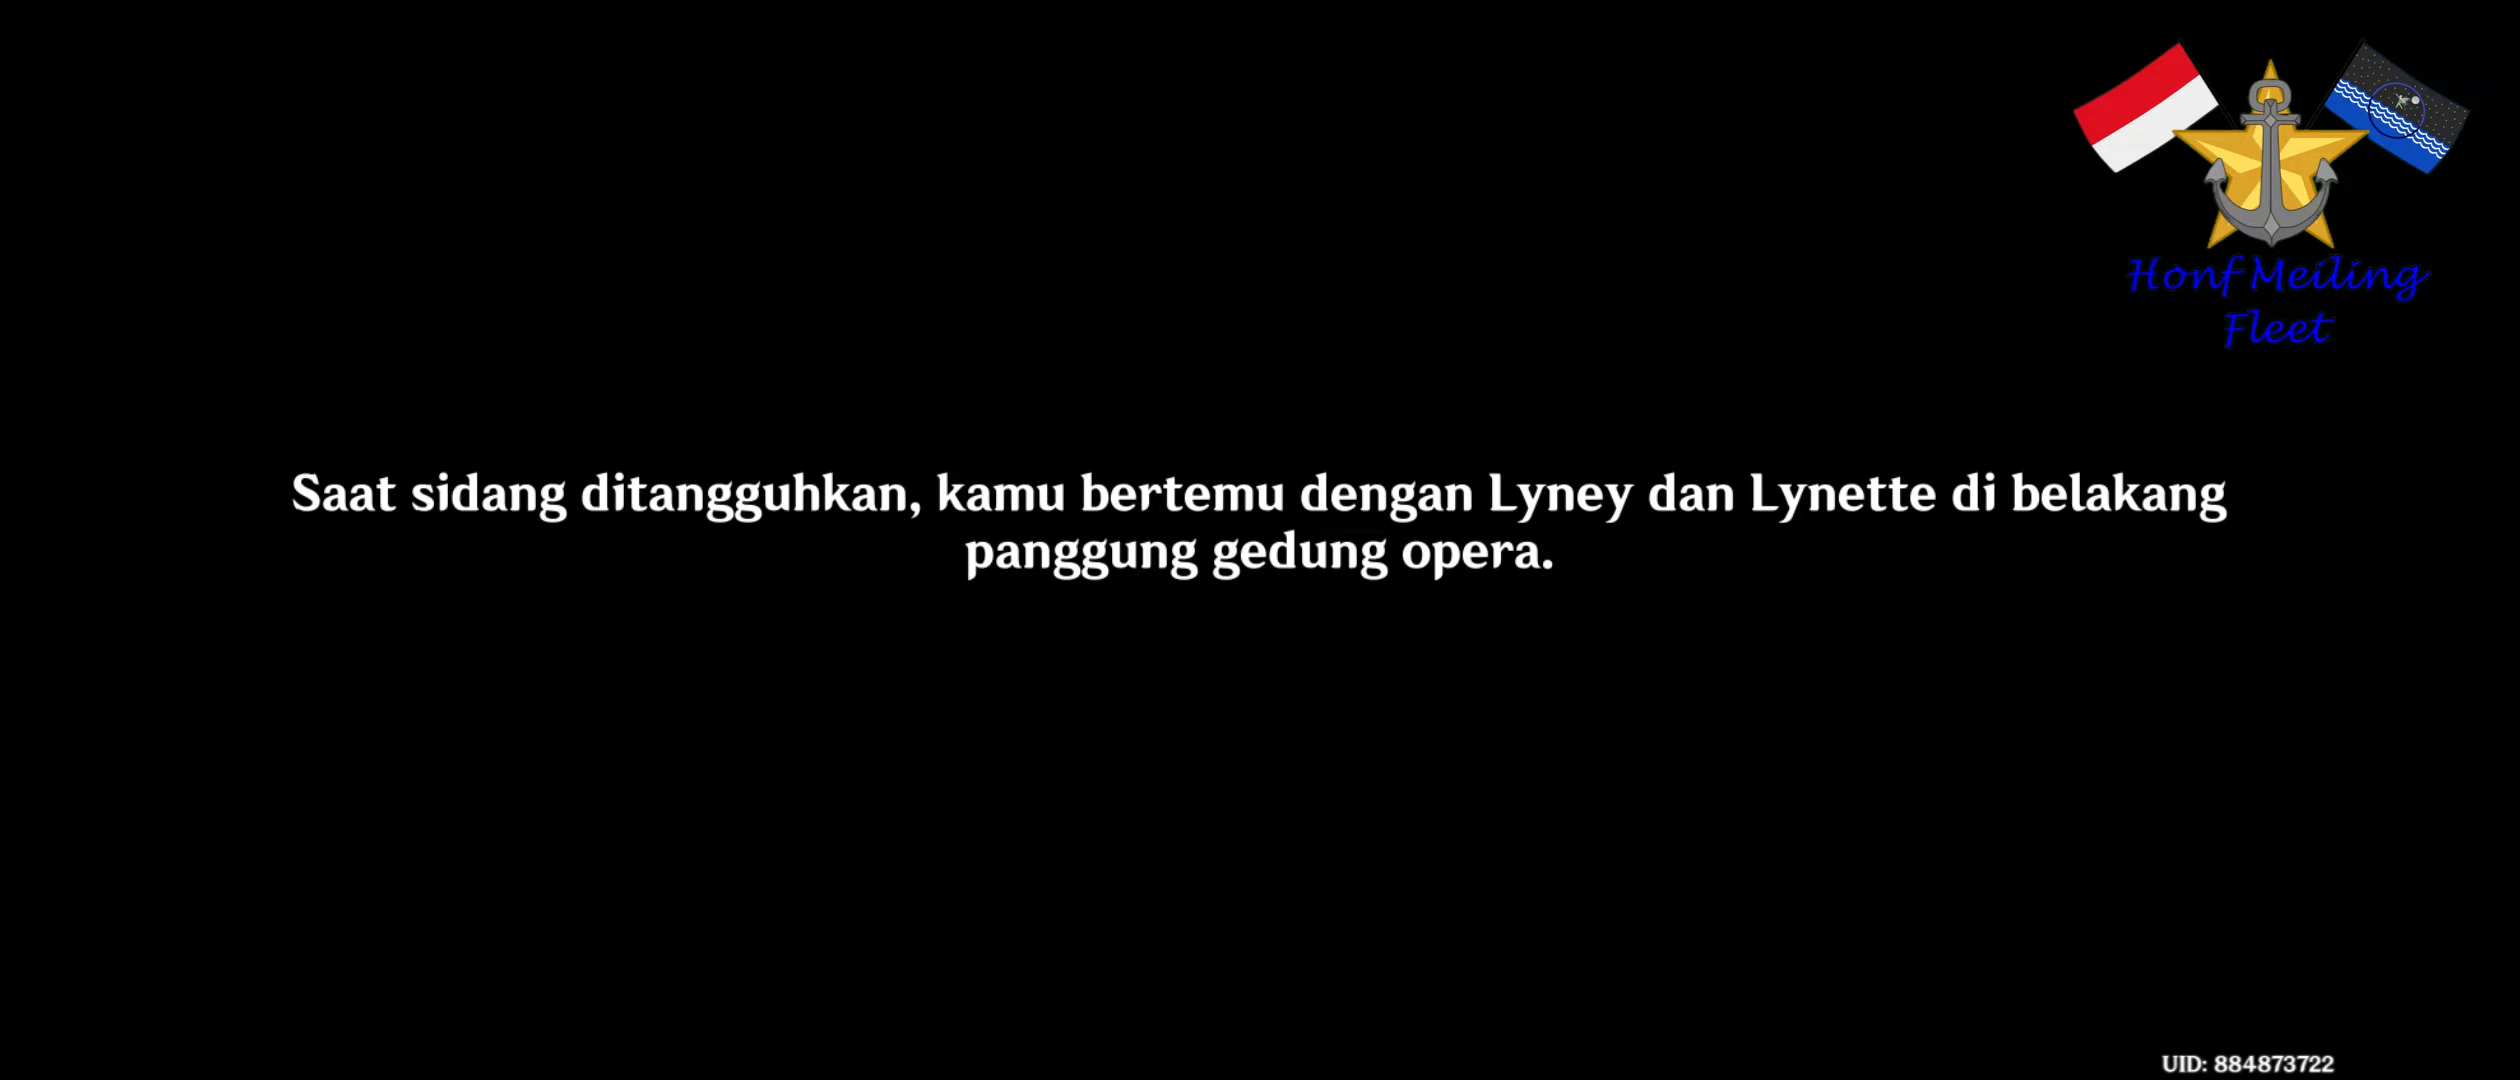 Honf Meiling
Fleet
Saat sidang ditangguhkan, kamu bertemu dengan Lyney dan Lynette di belakang
panggung gedung opera.
UID: 884873722